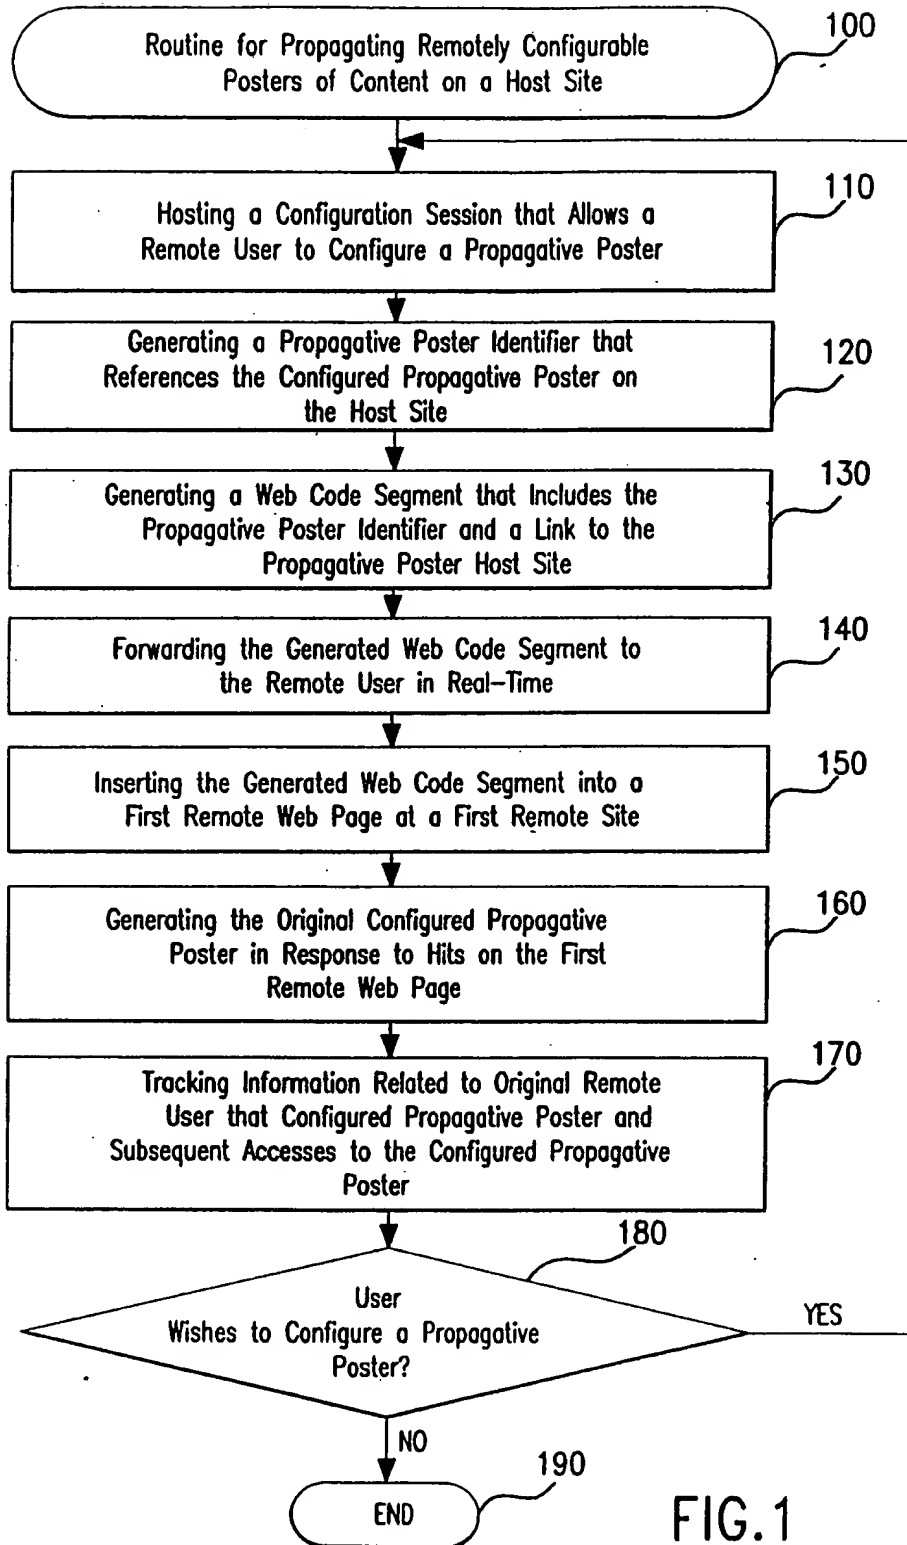 Routine for Propagating Remotely Configurable
Posters of Content on a Host Site
100
Hosting a Configuration Session that Allows a
Remote User to Configure a Propagative Poster
110
Generating a Propagative Poster Identifier that
References the Configured Propagative Poster on
the Host Site
120
Generating a Web Code Segment that Includes the
Propagative Poster Identifier and a Link to the
Propagative Poster Host Site
130
Forwarding the Generated Web Code Segment to
the Remote User in Real-Time
140
Inserting the Generated Web Code Segment into a
First Remote Web Page at a First Remote Site
150
Generating the Original Configured Propagative
Poster in Response to Hits on the First
Remote Web Page
160
Tracking Information Related to Original Remote
User that Configured Propagative Poster and
Subsequent Accesses to the Configured Propagative
Poster
170
180
User
Wishes to Configure a Propagative
Poster?
YES
NO
END
190
FIG.1